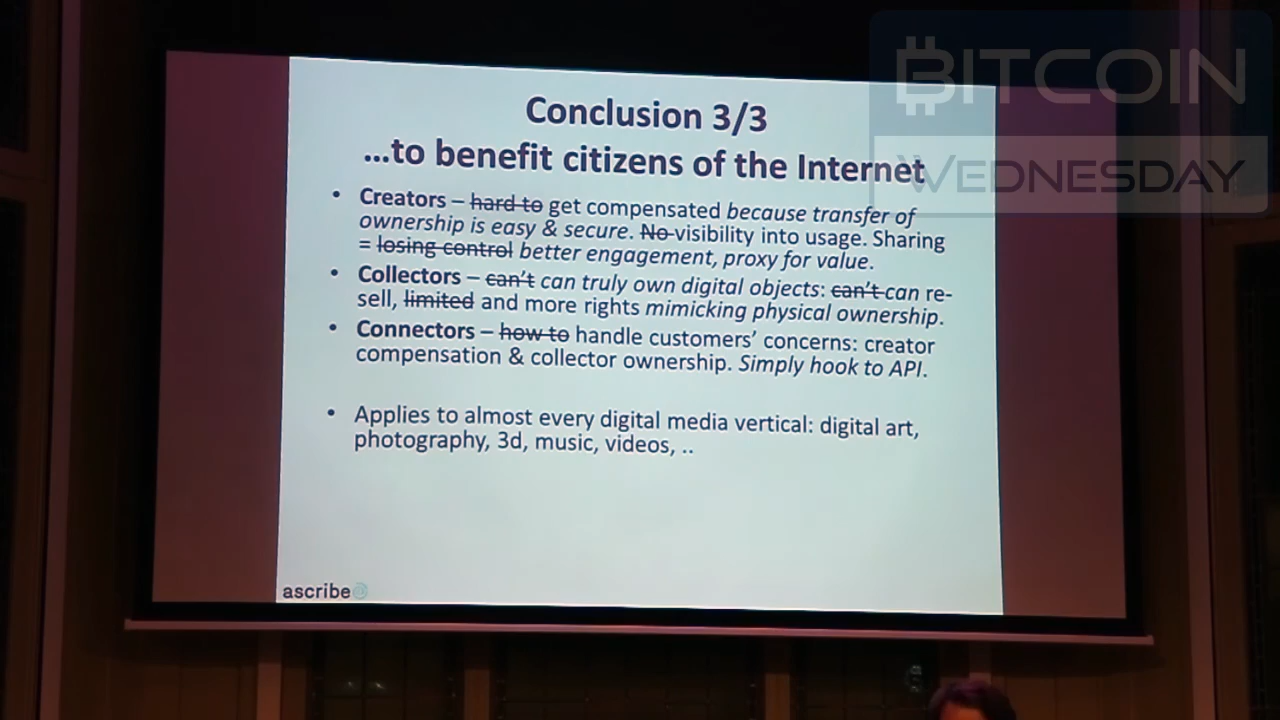 BITCOIN
WEDNESDAY
Conclusion 3/3
...to benefit citizens of the Internet
• Creators – hard to get compensated because transfer of
ownership is easy & secure. No visibility into usage. Sharing
= losing control better engagement, proxy for value.
• Collectors – can't can truly own digital objects: can't can re-
sell, limited and more rights mimicking physical ownership.
• Connectors – how to handle customers' concerns: creator
compensation & collector ownership. Simply hook to API.
• Applies to almost every digital media vertical: digital art,
photography, 3d, music, videos, ..
ascribe